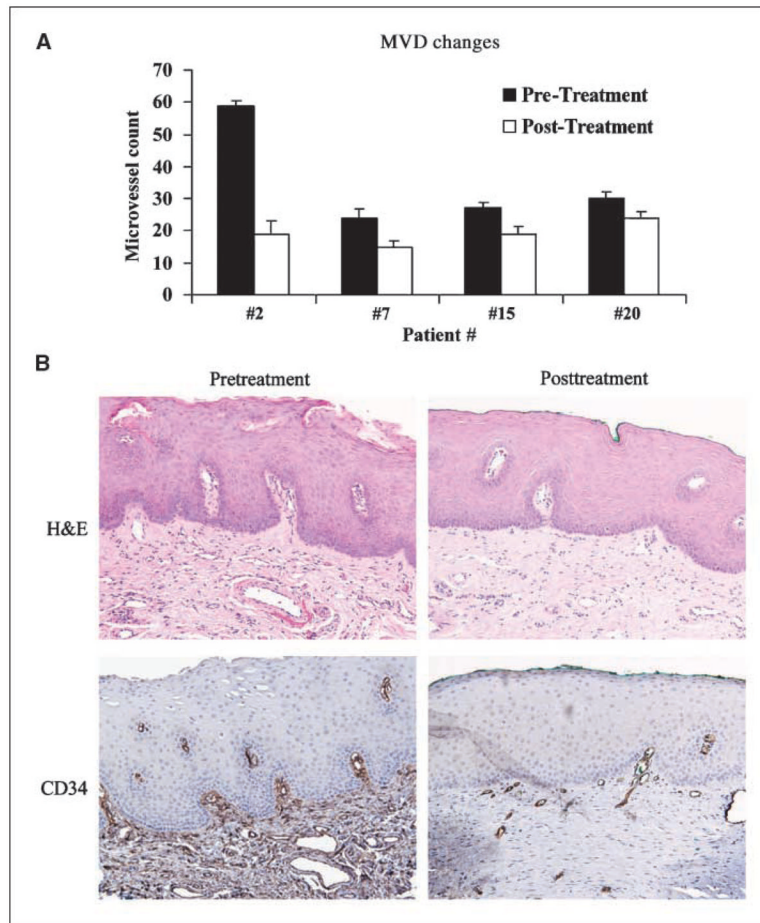 A
MVD changes
70
60
50
40
30
20
10
0
Microvessel count
Pre-Treatment
Post-Treatment
#2 #7 #15 #20
Patient #
B
Pretreatment Posttreatment
H&E
CD34